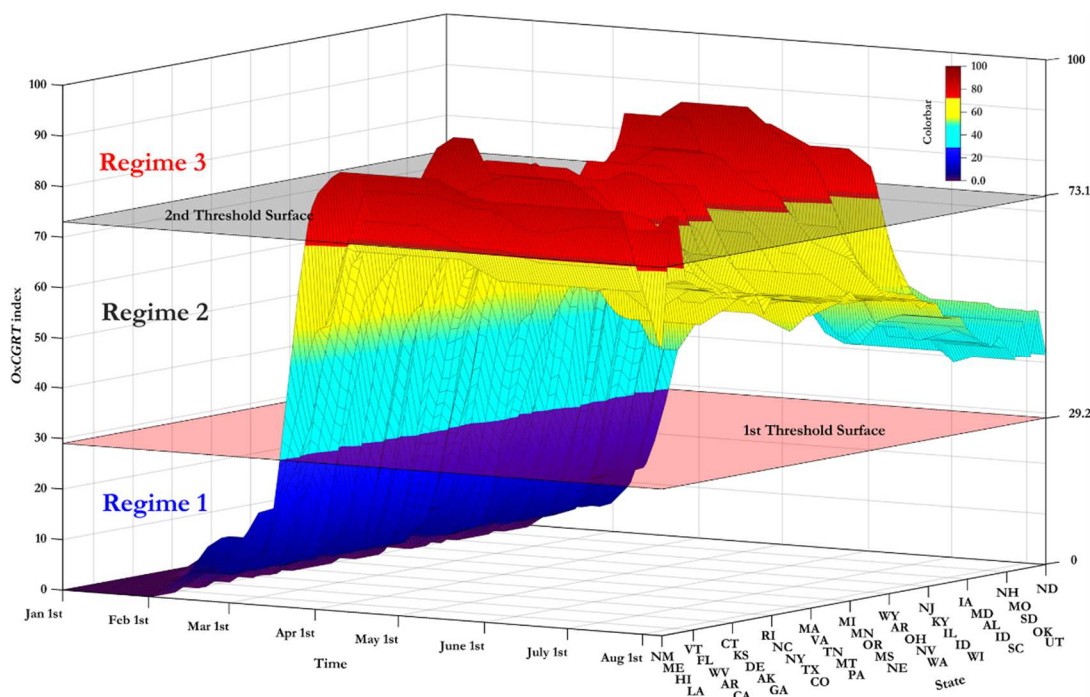 100
90
80
70
60
50
40
30
20
10
0
OxCGRT index
Regime 3
Regime 2
Regime 1
2nd Threshold Surface
1st Threshold Surface
Colorbar
100
80
60
40
20
0.0
100
73.1
29.2
0
Jan 1st
Feb 1st
Mar 1st
Apr 1st
May 1st
June 1st
July 1st
Aug 1st
Time
NM VT CT RI MA MI WY NJ IA NH ND
ME FL KS NC VA MN AR KY MD MO
HI WV DE NY TN OR OH IL AL SD
LA AR AK TX MT MS NV ID ID OK
CA GA CO PA NE WA WI SC UT
State